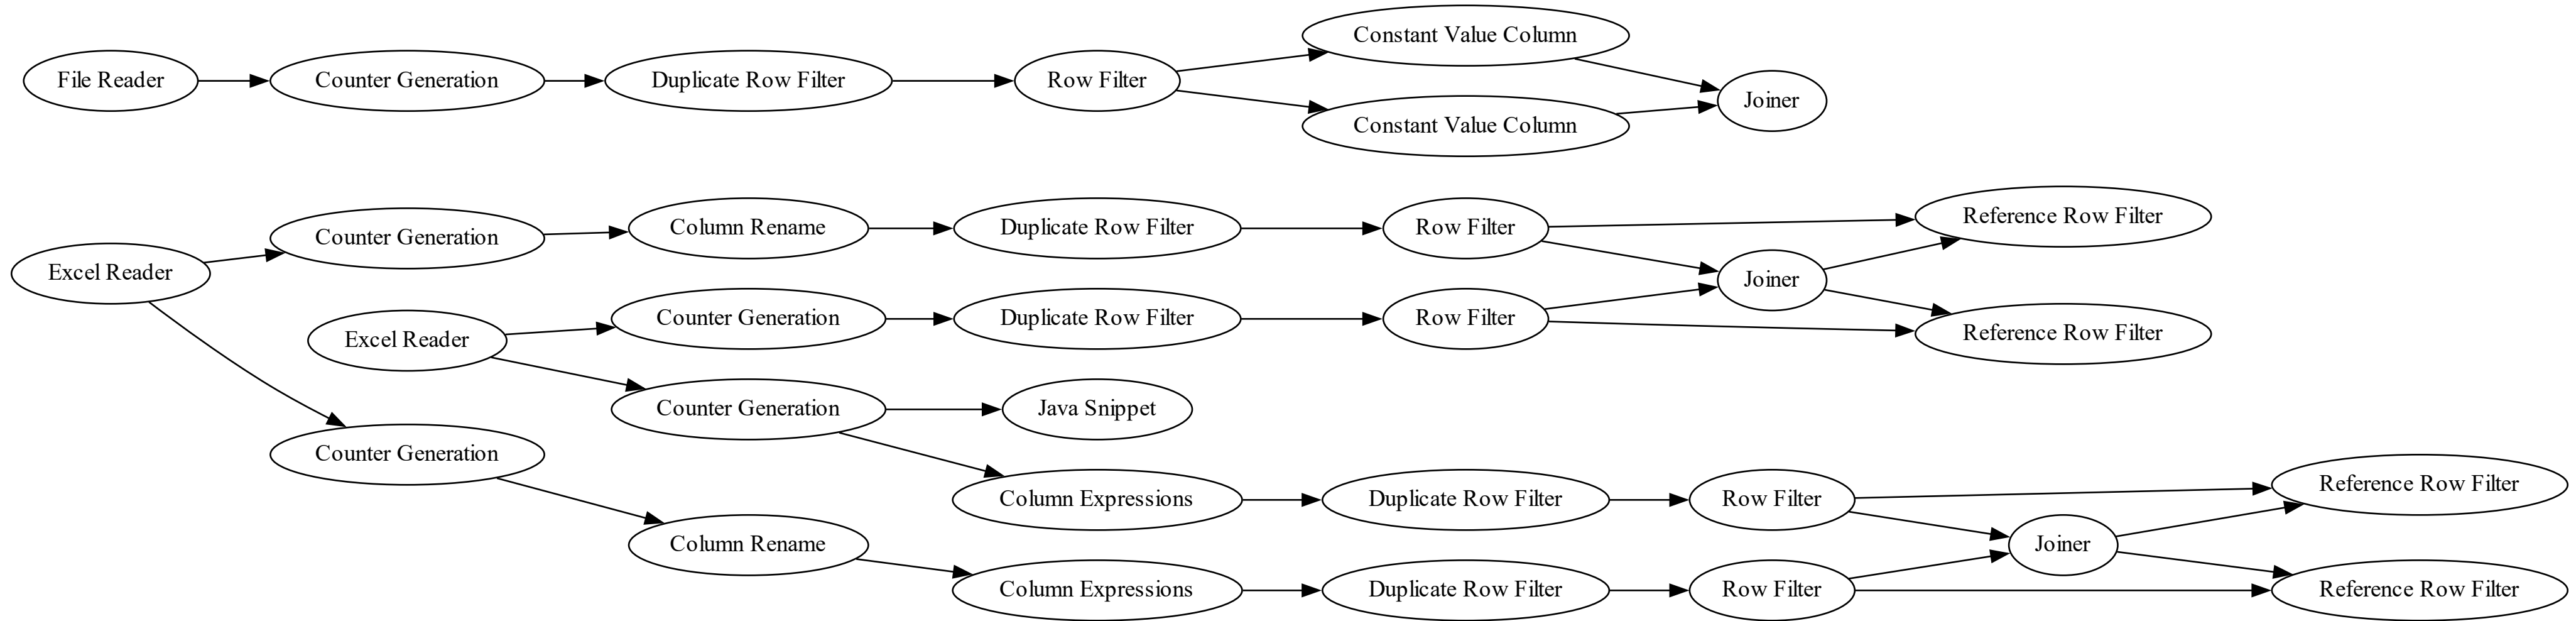 File Reader
Counter Generation
Duplicate Row Filter
Row Filter
Constant Value Column
Constant Value Column
Joiner
Excel Reader
Counter Generation
Column Rename
Duplicate Row Filter
Row Filter
Reference Row Filter
Joiner
Excel Reader
Counter Generation
Duplicate Row Filter
Row Filter
Reference Row Filter
Counter Generation
Java Snippet
Counter Generation
Column Expressions
Duplicate Row Filter
Row Filter
Reference Row Filter
Column Rename
Joiner
Column Expressions
Duplicate Row Filter
Row Filter
Reference Row Filter